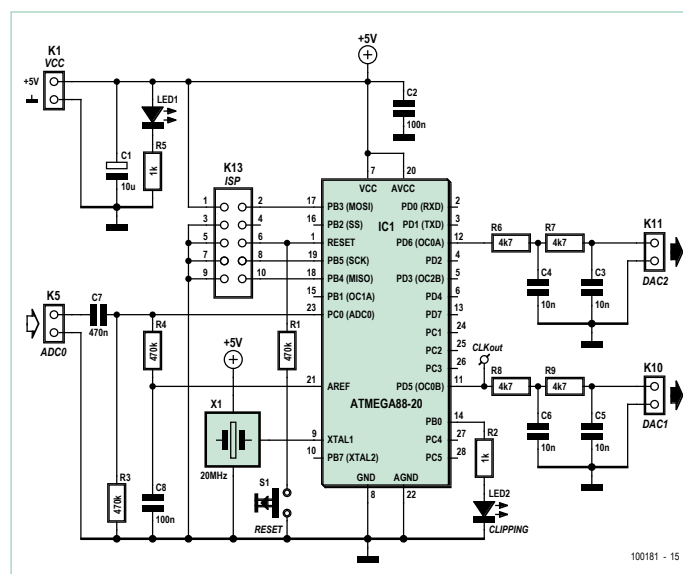 K1
VCC
+5V
+5V
LED1
R5
1k
C1
10u
C2
100n
K13
ISP
1 2
3 4
5 6
7 8
9 10
7 20
VCC AVCC
17 PB3 (MOSI) PD0 (RXD) 2
IC1
16 PB2 (SS) PD1 (TXD) 3
1 RESET PD6 (OC0A) 12
19 PB5 (SCK) PD2 4
18 PB4 (MISO) PD3 (OC2B) 5
15 PB1 (OC1A) PD4 6
23 PC0 (ADC0) PD7 13
PC1 24
PC2 25
PC3 26
21 AREF PD5 (OC0B) 11
ATMEGA88-20
PB0 14
9 XTAL1 PC4 27
10 PB7 (XTAL2) PC5 28
GND AGND
8 22
R6
4k7
R7
4k7
C4
10n
C3
10n
K11
DAC2
CLKout
R8
4k7
R9
4k7
C6
10n
C5
10n
K10
DAC1
K5
ADC0
C7
470n
R4
470k
R1
470k
+5V
X1
20MHz
R3
470k
C8
100n
S1
RESET
R2
1k
LED2
CLIPPING
100181 - 15